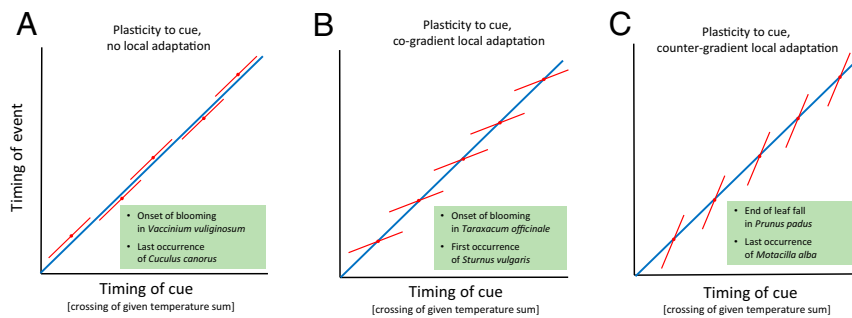 A
Plasticity to cue,
no local adaptation
Timing of event
• Onset of blooming
in Vaccinium vuliginosum
• Last occurrence
of Cuculus canorus
Timing of cue
[crossing of given temperature sum]
B
Plasticity to cue,
co-gradient local adaptation
• Onset of blooming
in Taraxacum officinale
• First occurrence
of Sturnus vulgaris
Timing of cue
[crossing of given temperature sum]
C
Plasticity to cue,
counter-gradient local adaptation
• End of leaf fall
in Prunus padus
• Last occurrence
of Motacilla alba
Timing of cue
[crossing of given temperature sum]